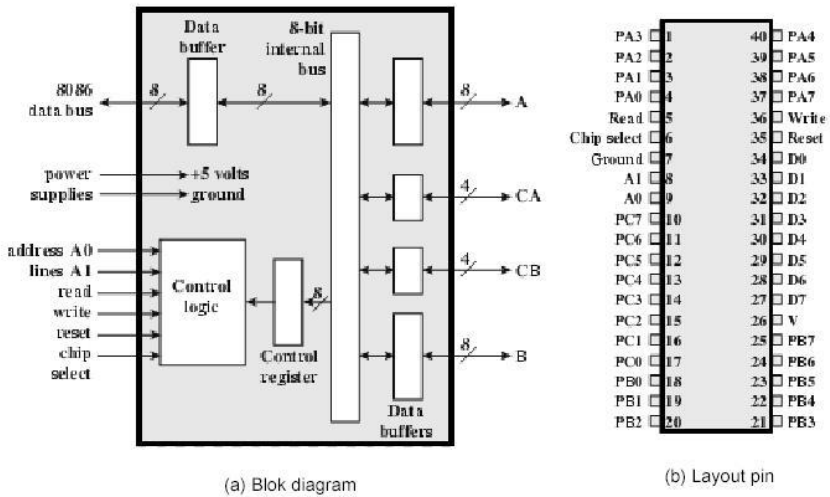 Data
buffer
8-bit
internal
bus
8086
data bus
8
8
8
A
power
supplies
+5 volts
ground
4
CA
address A0
lines A1
read
write
reset
chip
select
Control
logic
8
Control
register
4
CB
8
B
Data
buffers
(a) Blok diagram
PA3 1 40 PA4
PA2 2 39 PA5
PA1 3 38 PA6
PA0 4 37 PA7
Read 5 36 Write
Chip select 6 35 Reset
Ground 7 34 D0
A1 8 33 D1
A0 9 32 D2
PC7 10 31 D3
PC6 11 30 D4
PC5 12 29 D5
PC4 13 28 D6
PC3 14 27 D7
PC2 15 26 V
PC1 16 25 PB7
PC0 17 24 PB6
PB0 18 23 PB5
PB1 19 22 PB4
PB2 20 21 PB3
(b) Layout pin